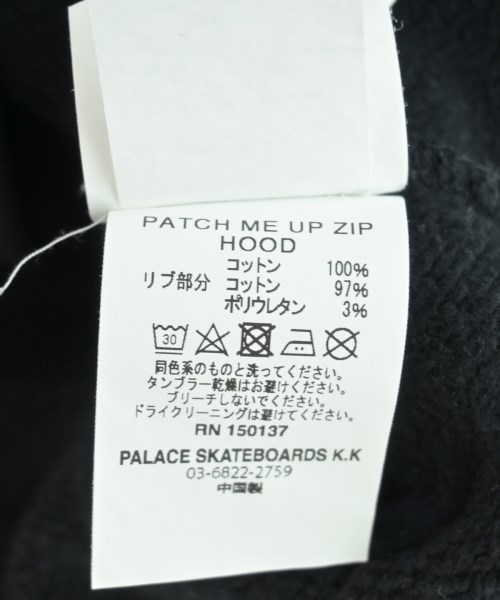 PATCH ME UP ZIP
HOOD
コットン 100%
リブ部分 コットン 97%
ポリウレタン 3%
30
同色系のものと洗ってください。
タンブラー乾燥はお避けください。
ブリーチしないでください。
ドライクリーニングは避けてください。
RN 150137
PALACE SKATEBOARDS K.K
03-6822-2759
中国製